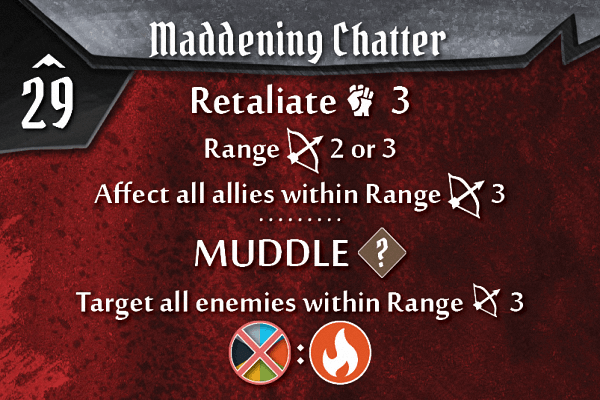 Maddening Chatter
29
Retaliate 3
Range 2 or 3
Affect all allies within Range 3
.........
MUDDLE ?
Target all enemies within Range 3
: